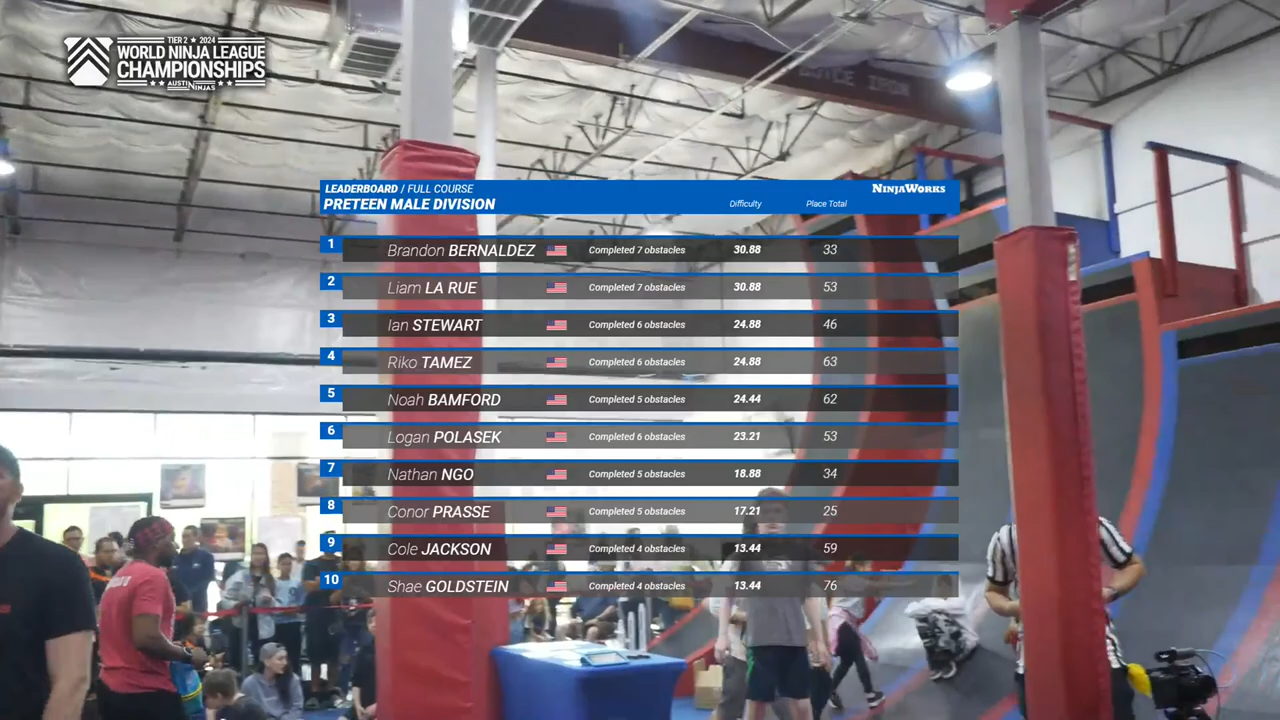 TIER 2 ★ 2024
WORLD NINJA LEAGUE
CHAMPIONSHIPS
AUSTIN NINJAS
LEADERBOARD / FULL COURSE
NINJAWORKS
PRETEEN MALE DIVISION Difficulty Place Total
1 Brandon BERNALDEZ Completed 7 obstacles 30.88 33
2 Liam LA RUE Completed 7 obstacles 30.88 53
3 Ian STEWART Completed 6 obstacles 24.88 46
4 Riko TAMEZ Completed 6 obstacles 24.88 63
5 Noah BAMFORD Completed 5 obstacles 24.44 62
6 Logan POLASEK Completed 6 obstacles 23.21 53
7 Nathan NGO Completed 5 obstacles 18.88 34
8 Conor PRASSE Completed 5 obstacles 17.21 25
9 Cole JACKSON Completed 4 obstacles 13.44 59
10 Shae GOLDSTEIN Completed 4 obstacles 13.44 76